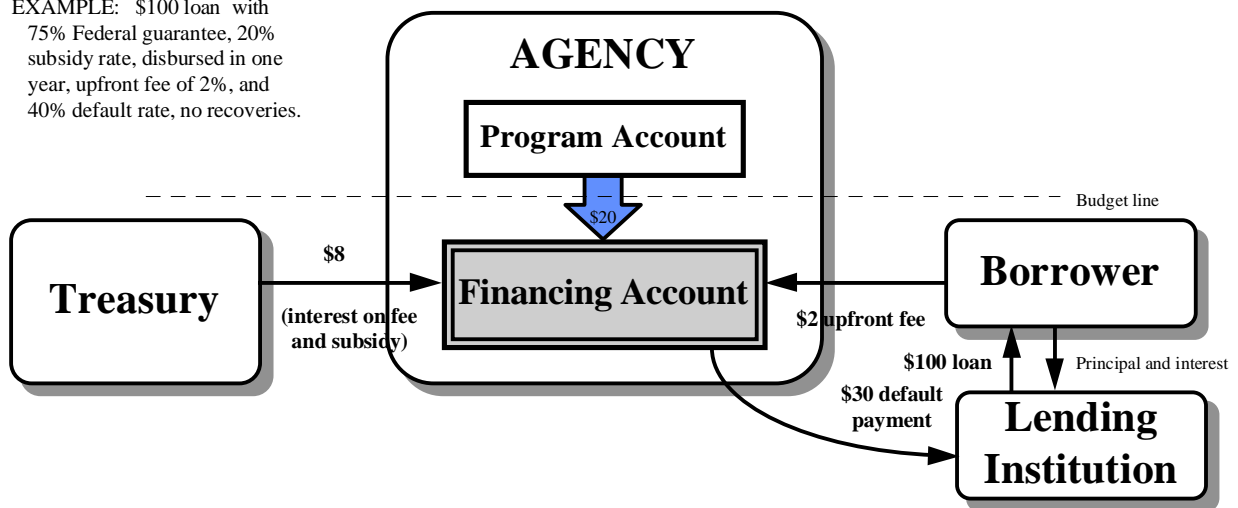 EXAMPLE: $100 loan with
75% Federal guarantee, 20%
subsidy rate, disbursed in one
year, upfront fee of 2%, and
40% default rate, no recoveries.
AGENCY
Program Account
$20
Budget line
Treasury
$8
(interest on fee
and subsidy)
Financing Account
Borrower
$2 upfront fee
$100 loan
Principal and interest
$30 default
payment
Lending
Institution